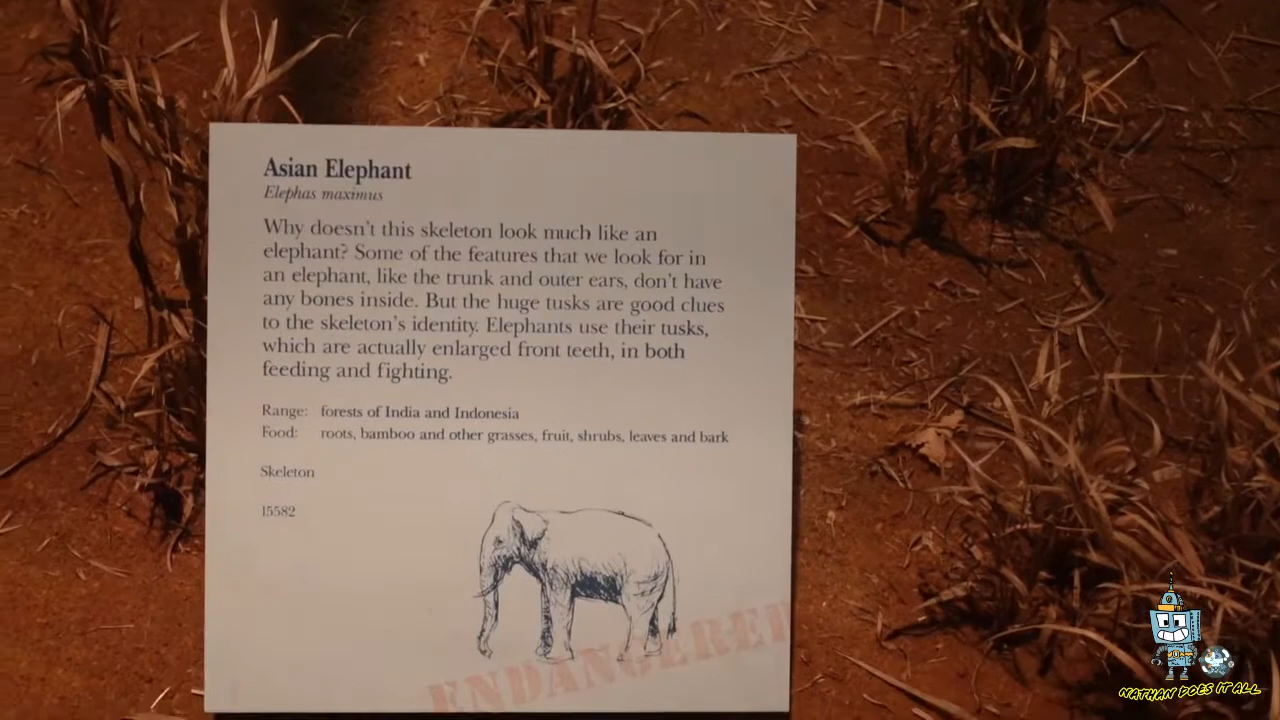 Asian Elephant
Elephas maximus
Why doesn't this skeleton look much like an
elephant? Some of the features that we look for in
an elephant, like the trunk and outer ears, don't have
any bones inside. But the huge tusks are good clues
to the skeleton's identity. Elephants use their tusks,
which are actually enlarged front teeth, in both
feeding and fighting.
Range: forests of India and Indonesia
Food: roots, bamboo and other grasses, fruit, shrubs, leaves and bark
Skeleton
15582
ENDANGERED
NATHAN DOES IT ALL